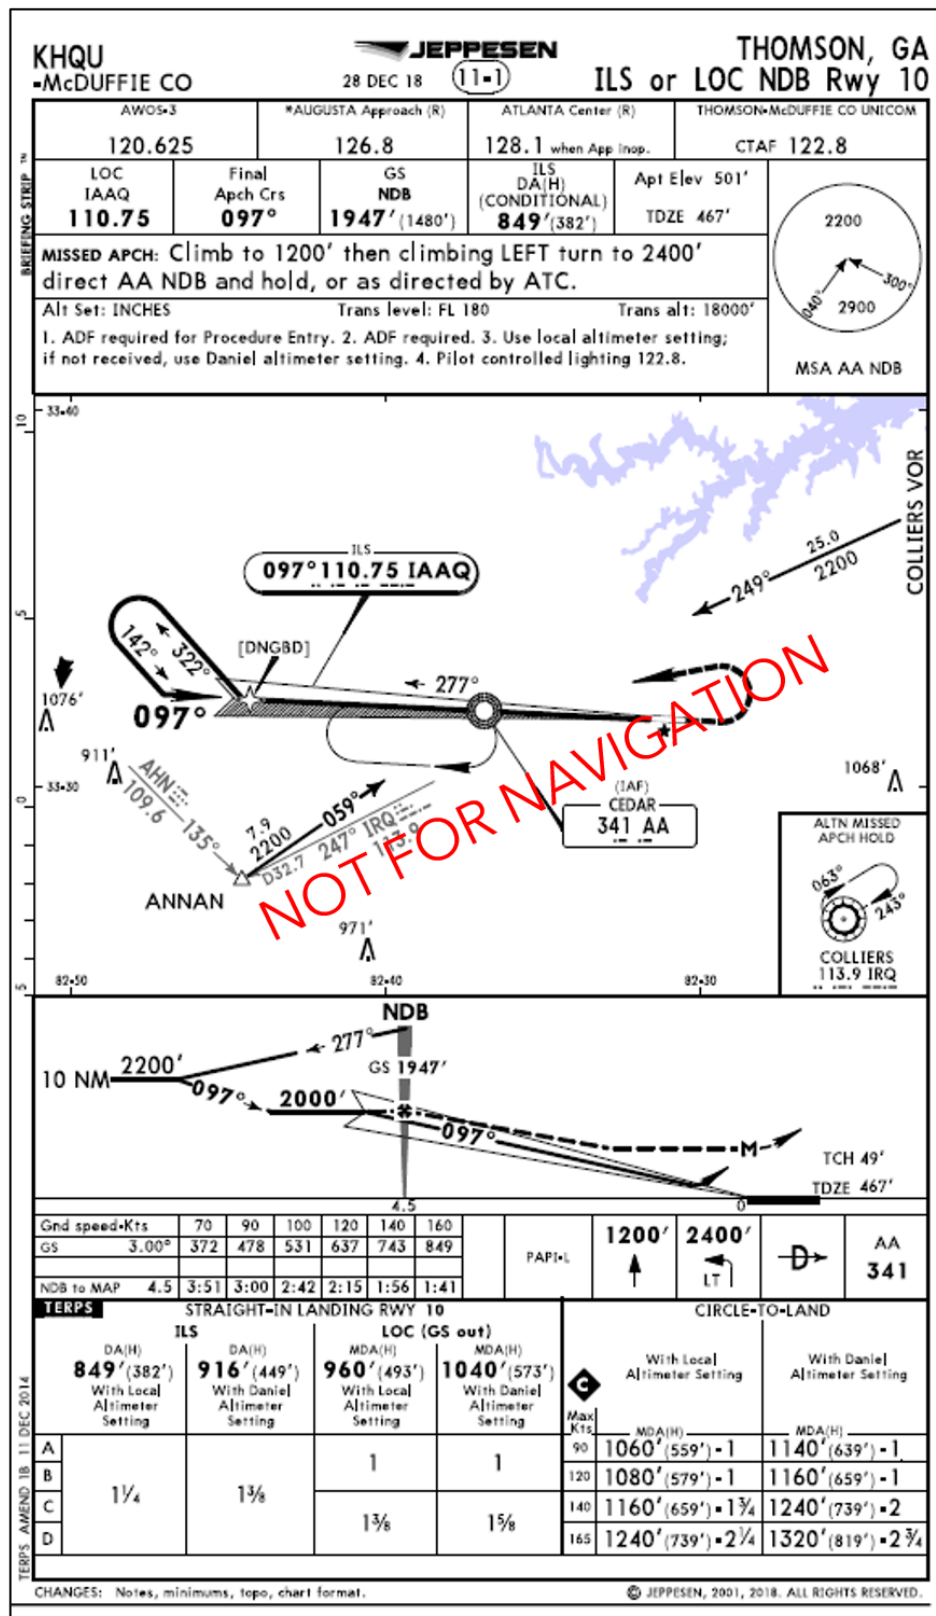 KHQU
-McDUFFIE CO
JEPPESEN
28 DEC 18
11-1
THOMSON, GA
ILS or LOC NDB Rwy 10
BRIEFING STRIP ™
AWOS-3
120.625
*AUGUSTA Approach (R)
126.8
ATLANTA Center (R)
128.1 when App inop.
THOMSON-McDUFFIE CO UNICOM
CTAF 122.8
LOC
IAAQ
110.75
Final
Apch Crs
097°
GS
NDB
1947'(1480')
ILS
DA(H)
(CONDITIONAL)
849'(382')
Apt Elev 501'
TDZE 467'
2200
300°
040°
2900
MSA AA NDB
MISSED APCH: Climb to 1200' then climbing LEFT turn to 2400'
direct AA NDB and hold, or as directed by ATC.
Alt Set: INCHES
Trans level: FL 180
Trans alt: 18000'
1. ADF required for Procedure Entry. 2. ADF required. 3. Use local altimeter setting;
if not received, use Daniel altimeter setting. 4. Pilot controlled lighting 122.8.
10
33-40
COLLIERS VOR
25.0
249°
2200
ILS
097° 110.75 IAAQ
5
142°
322°
[DNGBD]
277°
1076'
097°
911'
AHN
109.6
135°
33-30
0
7.9
2200
059°
D32.7
247° IRQ
113.9
ANNAN
971'
(IAF)
CEDAR
341 AA
1068'
NOT FOR NAVIGATION
ALTN MISSED
APCH HOLD
063°
243°
COLLIERS
113.9 IRQ
5
82-50
82-40
82-30
NDB
277°
GS 1947'
10 NM
2200'
097°
2000'
097°
M
TCH 49'
TDZE 467'
4.5
0
Gnd speed-Kts 70 90 100 120 140 160
GS 3.00° 372 478 531 637 743 849
NDB to MAP 4.5 3:51 3:00 2:42 2:15 1:56 1:41
PAPI-L
1200'
2400'
LT
D
AA
341
TERPS
STRAIGHT-IN LANDING RWY 10
CIRCLE-TO-LAND
ILS
LOC (GS out)
DA(H)
849'(382')
With Local
Altimeter
Setting
DA(H)
916'(449')
With Daniel
Altimeter
Setting
MDA(H)
960'(493')
With Local
Altimeter
Setting
MDA(H)
1040'(573')
With Daniel
Altimeter
Setting
C
With Local
Altimeter Setting
With Daniel
Altimeter Setting
Max
Kts
MDA(H)
MDA(H)
A
B
C
D
1¼
1⅜
1
1
1⅜
1⅝
90 1060'(559')-1 1140'(639')-1
120 1080'(579')-1 1160'(659')-1
140 1160'(659')-1¾ 1240'(739')-2
165 1240'(739')-2¼ 1320'(819')-2¾
TERPS AMEND 1B 11 DEC 2014
CHANGES: Notes, minimums, topo, chart format.
© JEPPESEN, 2001, 2018. ALL RIGHTS RESERVED.